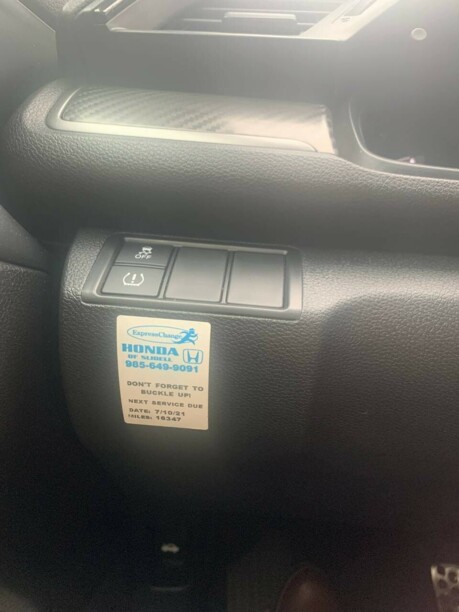 OFF
ExpressChange
HONDA
OF SLIDELL
985-649-9091
DON'T FORGET TO
BUCKLE UP!
NEXT SERVICE DUE
DATE: 7/10/21
MILES: 18347